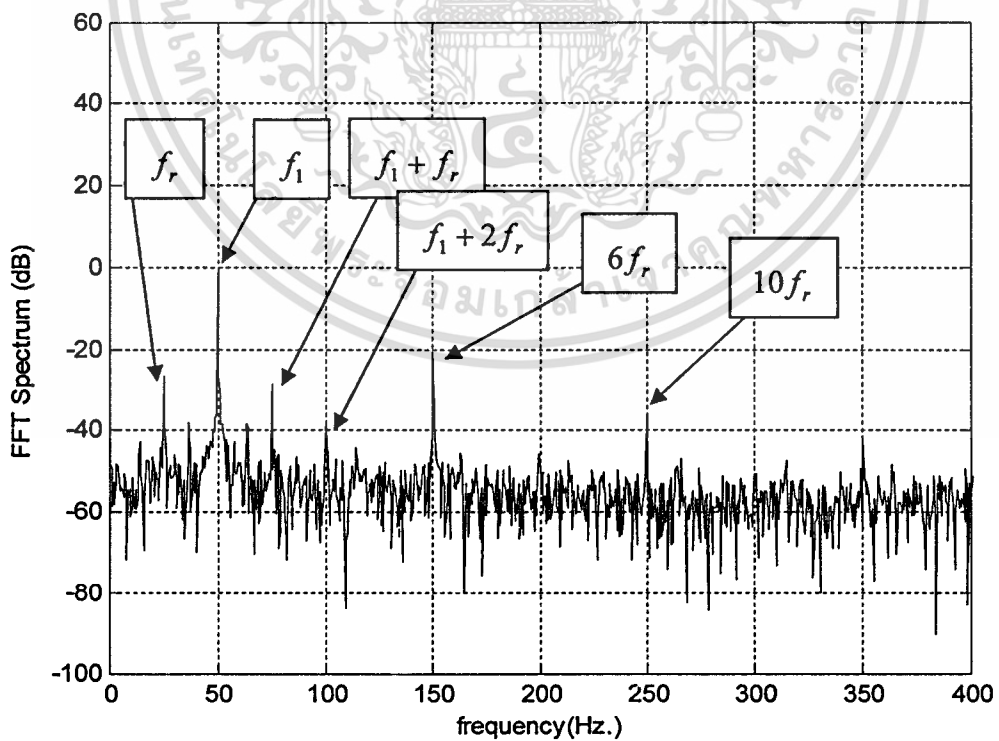 60
40
20
0
-20
-40
-60
-80
-100
FFT Spectrum (dB)
f_r
f_1
f_1 + f_r
f_1 + 2f_r
6f_r
10f_r
0 50 100 150 200 250 300 350 400
frequency(Hz.)